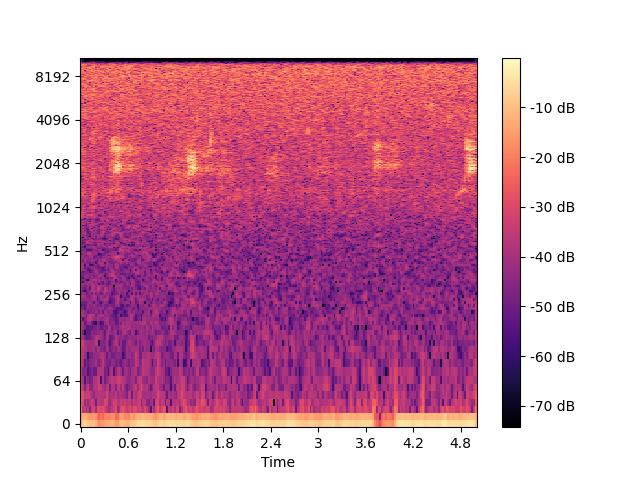 8192
4096
2048
1024
512
256
128
64
0
Hz
0 0.6 1.2 1.8 2.4 3 3.6 4.2 4.8
Time
-10 dB
-20 dB
-30 dB
-40 dB
-50 dB
-60 dB
-70 dB